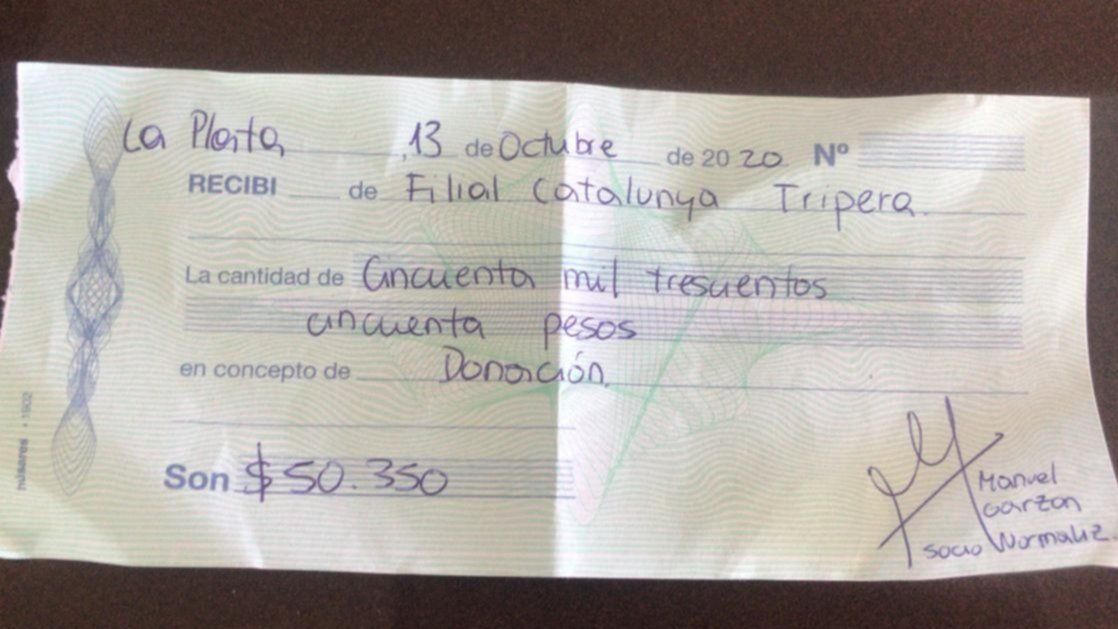 La Plata, 13 de Octubre de 2020 Nº
RECIBI de Filial Catalunya Tripera.
La cantidad de Cincuenta mil trescientos
cincuenta pesos
en concepto de Donación.
Son $ 50.350
Manuel
Garzon
socio Normaliz.